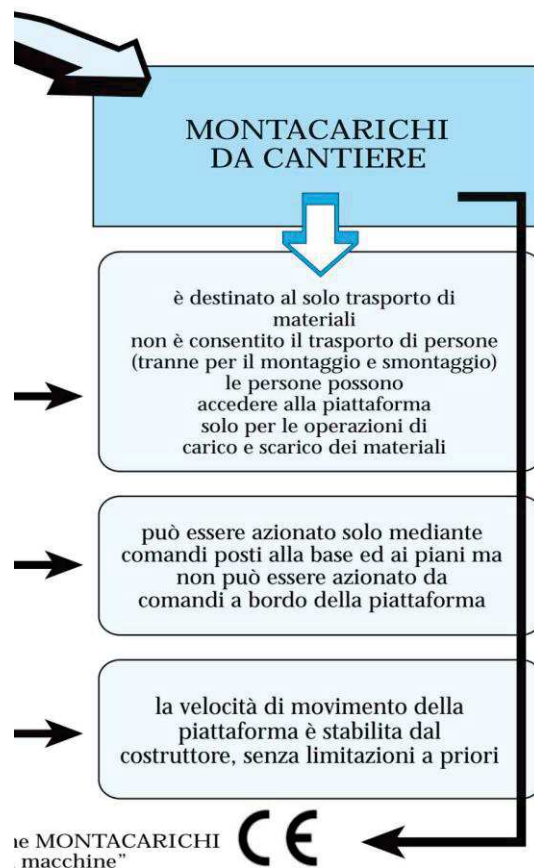 MONTACARICHI
DA CANTIERE
è destinato al solo trasporto di
materiali
non è consentito il trasporto di persone
(tranne per il montaggio e smontaggio)
le persone possono
accedere alla piattaforma
solo per le operazioni di
carico e scarico dei materiali
può essere azionato solo mediante
comandi posti alla base ed ai piani ma
non può essere azionato da
comandi a bordo della piattaforma
la velocità di movimento della
piattaforma è stabilita dal
costruttore, senza limitazioni a priori
CE
ne MONTACARICHI
macchine”